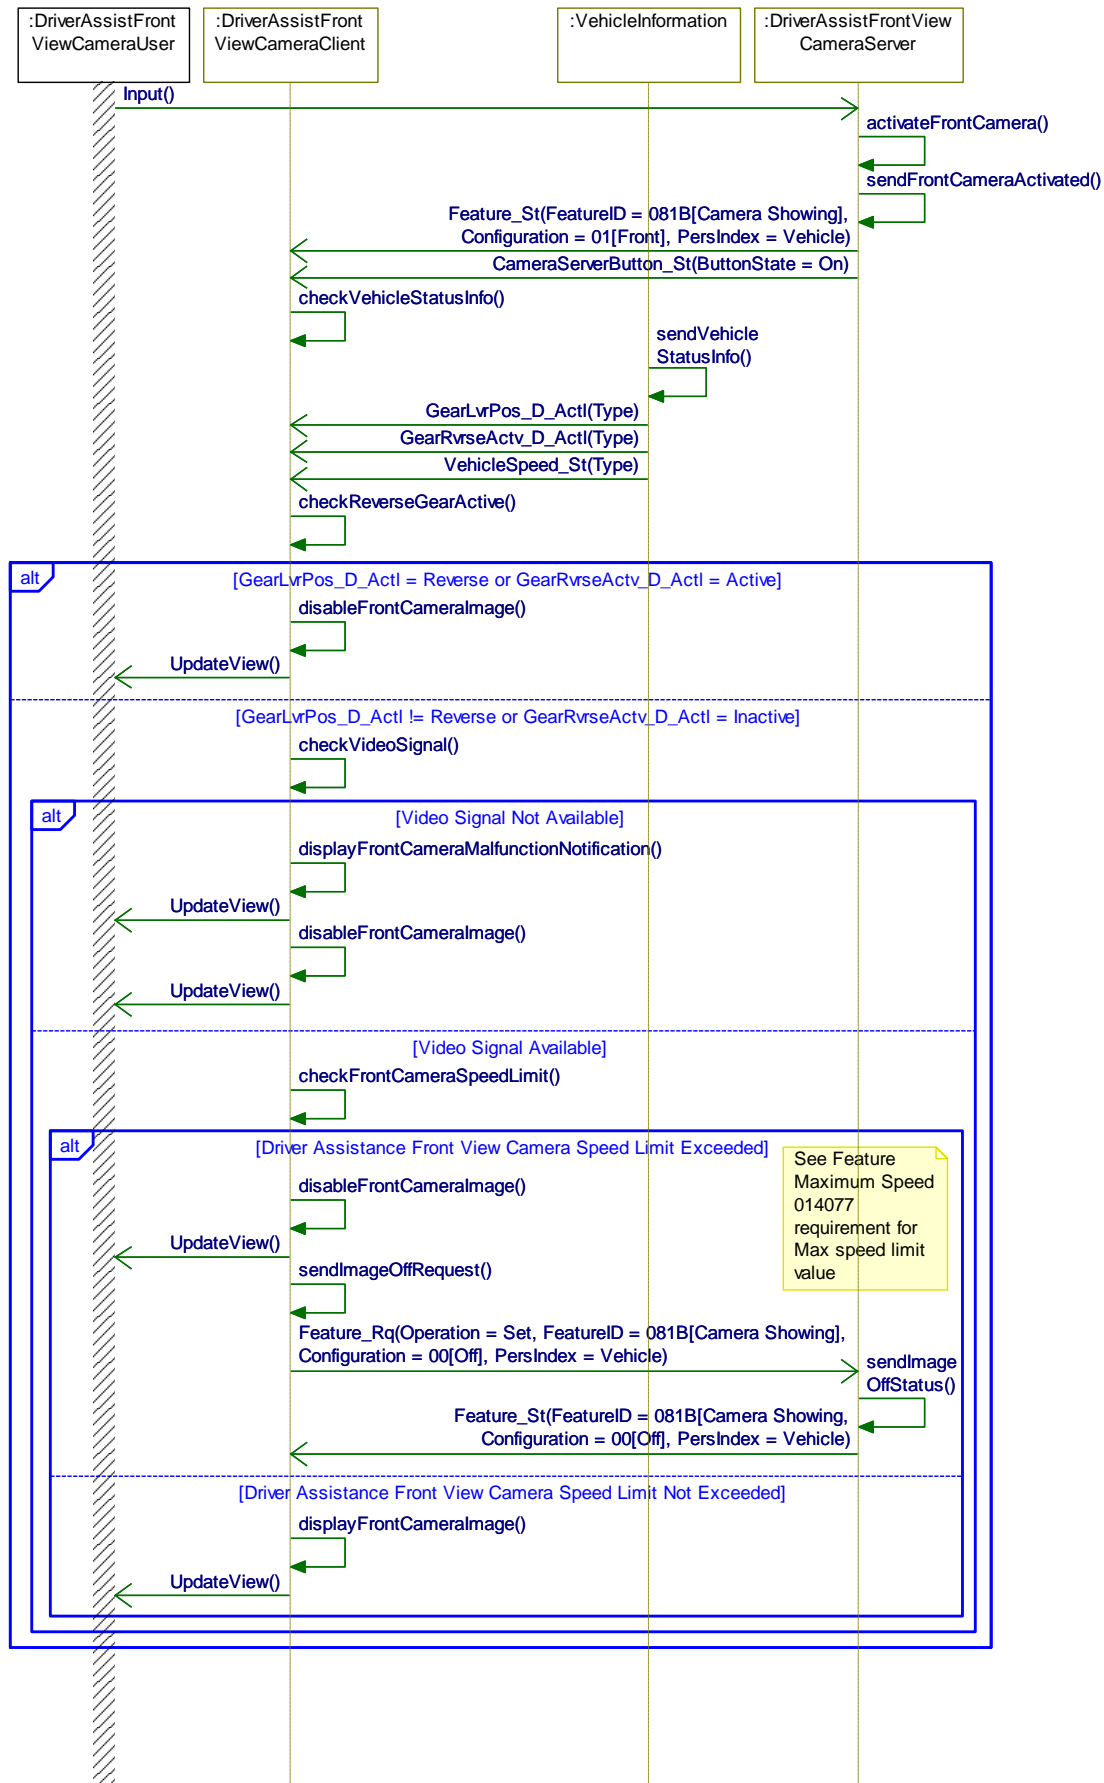 :DriverAssistFront
ViewCameraUser
:DriverAssistFront
ViewCameraClient
:VehicleInformation
:DriverAssistFrontView
CameraServer
Input()
activateFrontCamera()
sendFrontCameraActivated()
Feature_St(FeatureID = 081B[Camera Showing],
Configuration = 01[Front], PersIndex = Vehicle)
CameraServerButton_St(ButtonState = On)
checkVehicleStatusInfo()
sendVehicle
StatusInfo()
GearLvrPos_D_Actl(Type)
GearRvrseActv_D_Actl(Type)
VehicleSpeed_St(Type)
checkReverseGearActive()
alt
[GearLvrPos_D_Actl = Reverse or GearRvrseActv_D_Actl = Active]
disableFrontCameraImage()
UpdateView()
[GearLvrPos_D_Actl != Reverse or GearRvrseActv_D_Actl = Inactive]
checkVideoSignal()
alt
[Video Signal Not Available]
displayFrontCameraMalfunctionNotification()
UpdateView()
disableFrontCameraImage()
UpdateView()
[Video Signal Available]
checkFrontCameraSpeedLimit()
alt
[Driver Assistance Front View Camera Speed Limit Exceeded]
See Feature
Maximum Speed
014077
requirement for
Max speed limit
value
disableFrontCameraImage()
UpdateView()
sendImageOffRequest()
Feature_Rq(Operation = Set, FeatureID = 081B[Camera Showing],
Configuration = 00[Off], PersIndex = Vehicle)
sendImage
OffStatus()
Feature_St(FeatureID = 081B[Camera Showing,
Configuration = 00[Off], PersIndex = Vehicle)
[Driver Assistance Front View Camera Speed Limit Not Exceeded]
displayFrontCameraImage()
UpdateView()